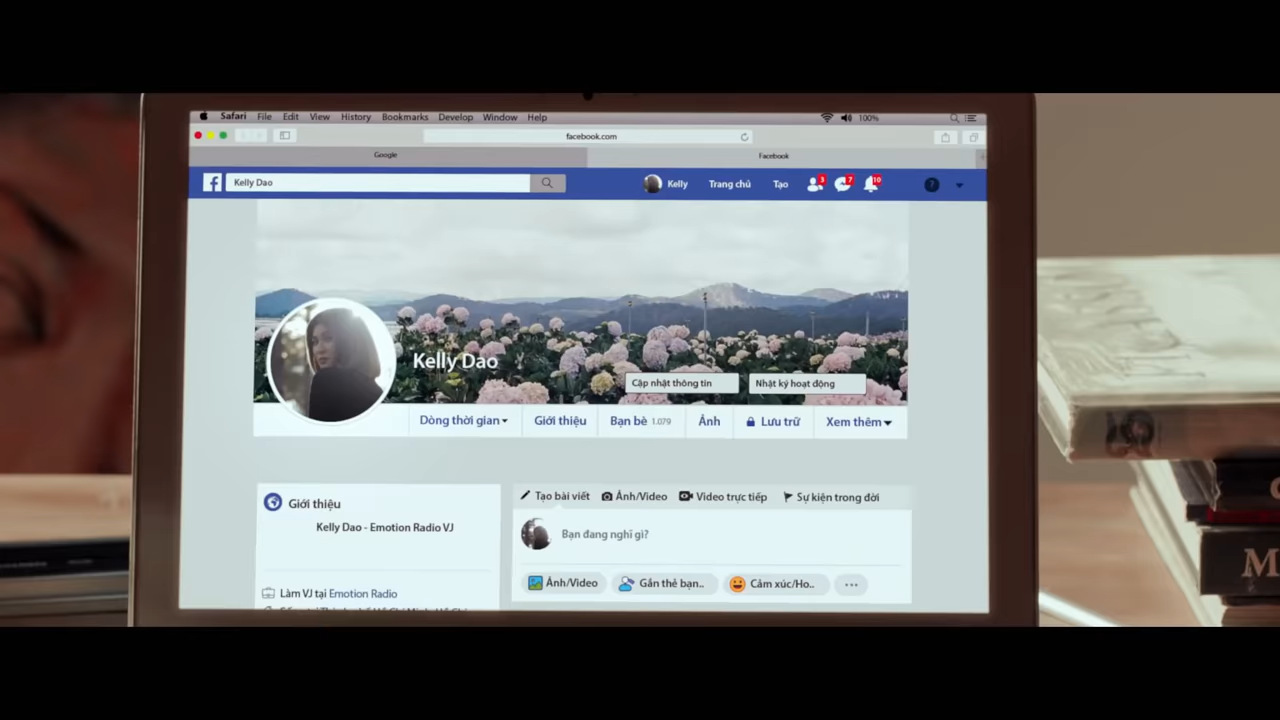 Safari File Edit View History Bookmarks Develop Window Help 100%
facebook.com
Google Facebook
Kelly Dao Kelly Trang chủ Tạo 3 7 10 ?
Kelly Dao
Cập nhật thông tin Nhật ký hoạt động
Dòng thời gian Giới thiệu Bạn bè 1.079 Ảnh Lưu trữ Xem thêm
Giới thiệu
Kelly Dao - Emotion Radio VJ
Làm VJ tại Emotion Radio
Tạo bài viết Ảnh/Video Video trực tiếp Sự kiện trong đời
Bạn đang nghĩ gì?
Ảnh/Video Gắn thẻ bạn.. Cảm xúc/Ho.. ...
M